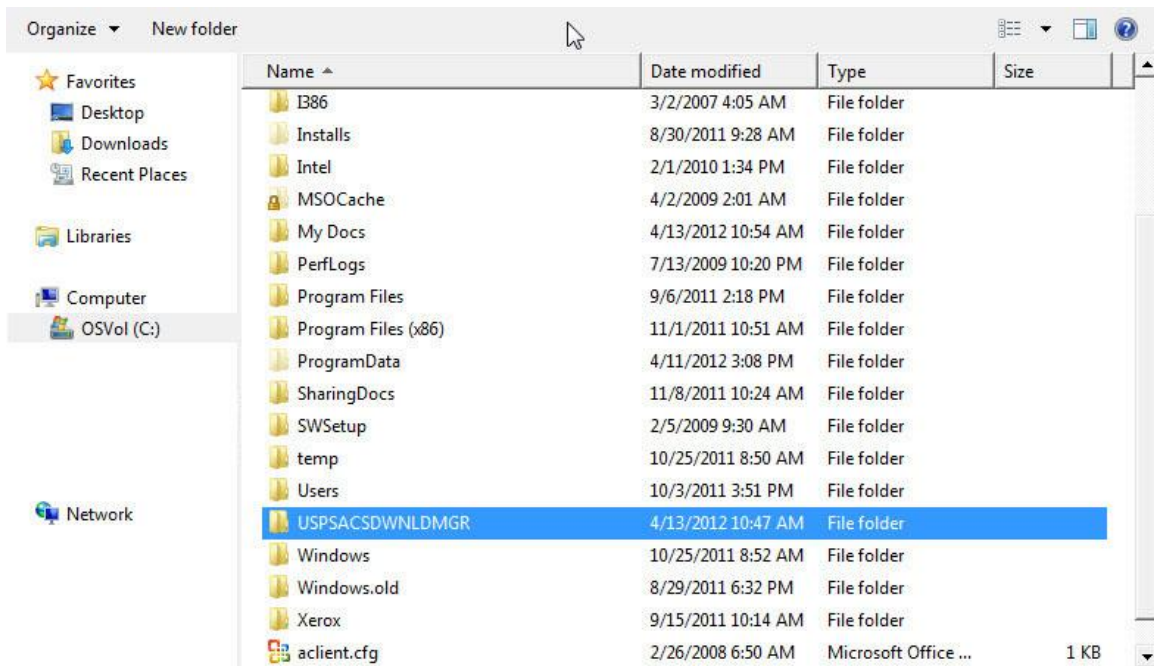 Organize New folder
Name Date modified Type Size
Favorites
Desktop
Downloads
Recent Places
Libraries
Computer
OSVol (C:)
Network
I386 3/2/2007 4:05 AM File folder
Installs 8/30/2011 9:28 AM File folder
Intel 2/1/2010 1:34 PM File folder
MSOCache 4/2/2009 2:01 AM File folder
My Docs 4/13/2012 10:54 AM File folder
PerfLogs 7/13/2009 10:20 PM File folder
Program Files 9/6/2011 2:18 PM File folder
Program Files (x86) 11/1/2011 10:51 AM File folder
ProgramData 4/11/2012 3:08 PM File folder
SharingDocs 11/8/2011 10:24 AM File folder
SWSetup 2/5/2009 9:30 AM File folder
temp 10/25/2011 8:50 AM File folder
Users 10/3/2011 3:51 PM File folder
USPSACSDWNLDMGR 4/13/2012 10:47 AM File folder
Windows 10/25/2011 8:52 AM File folder
Windows.old 8/29/2011 6:32 PM File folder
Xerox 9/15/2011 10:14 AM File folder
aclient.cfg 2/26/2008 6:50 AM Microsoft Office ... 1 KB